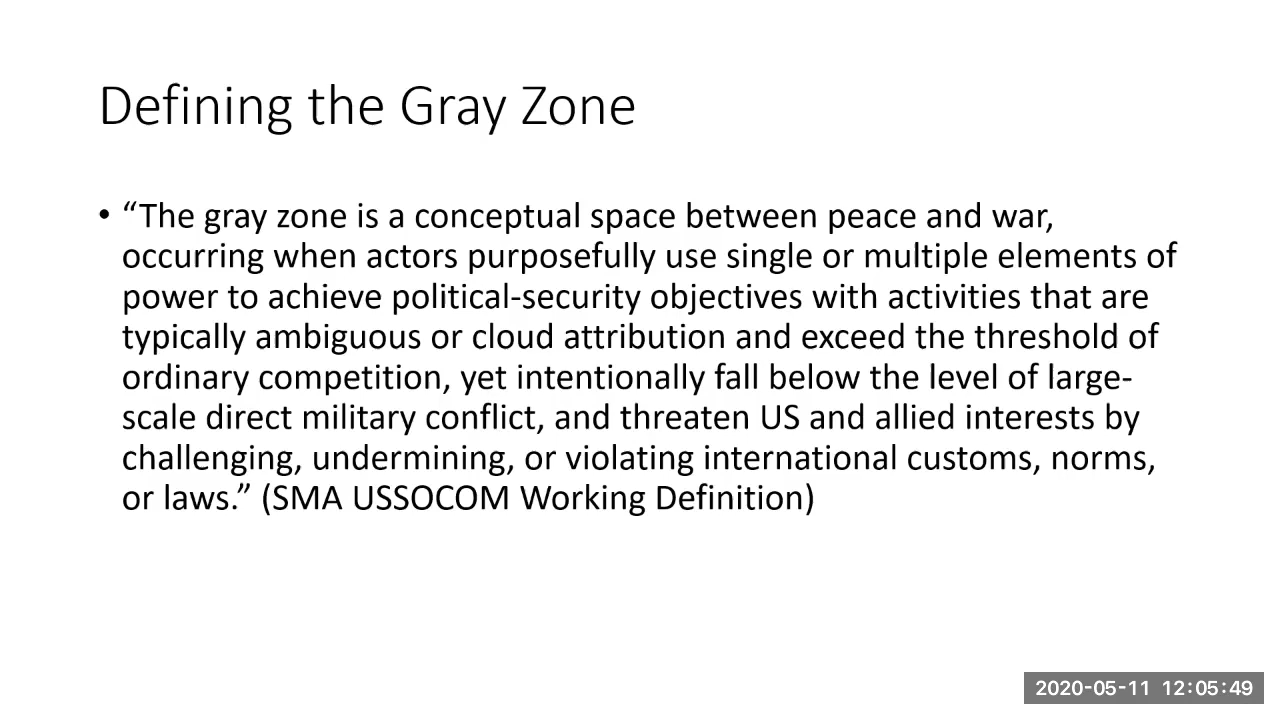 Defining the Gray Zone
• “The gray zone is a conceptual space between peace and war,
occurring when actors purposefully use single or multiple elements of
power to achieve political-security objectives with activities that are
typically ambiguous or cloud attribution and exceed the threshold of
ordinary competition, yet intentionally fall below the level of large-
scale direct military conflict, and threaten US and allied interests by
challenging, undermining, or violating international customs, norms,
or laws.” (SMA USSOCOM Working Definition)
2020-05-11 12:05:49